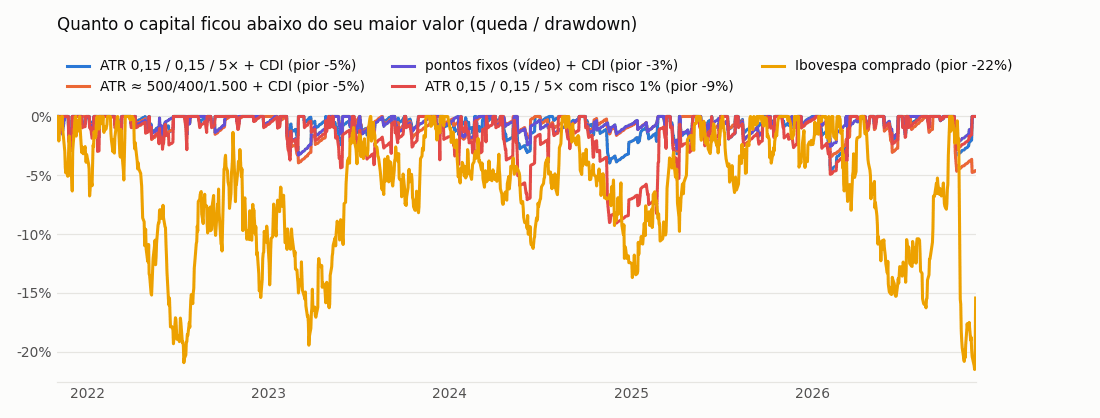 Quanto o capital ficou abaixo do seu maior valor (queda / drawdown)
ATR 0,15 / 0,15 / 5× + CDI (pior -5%)
pontos fixos (vídeo) + CDI (pior -3%)
Ibovespa comprado (pior -22%)
ATR ≈ 500/400/1.500 + CDI (pior -5%)
ATR 0,15 / 0,15 / 5× com risco 1% (pior -9%)
0%
-5%
-10%
-15%
-20%
2022 2023 2024 2025 2026